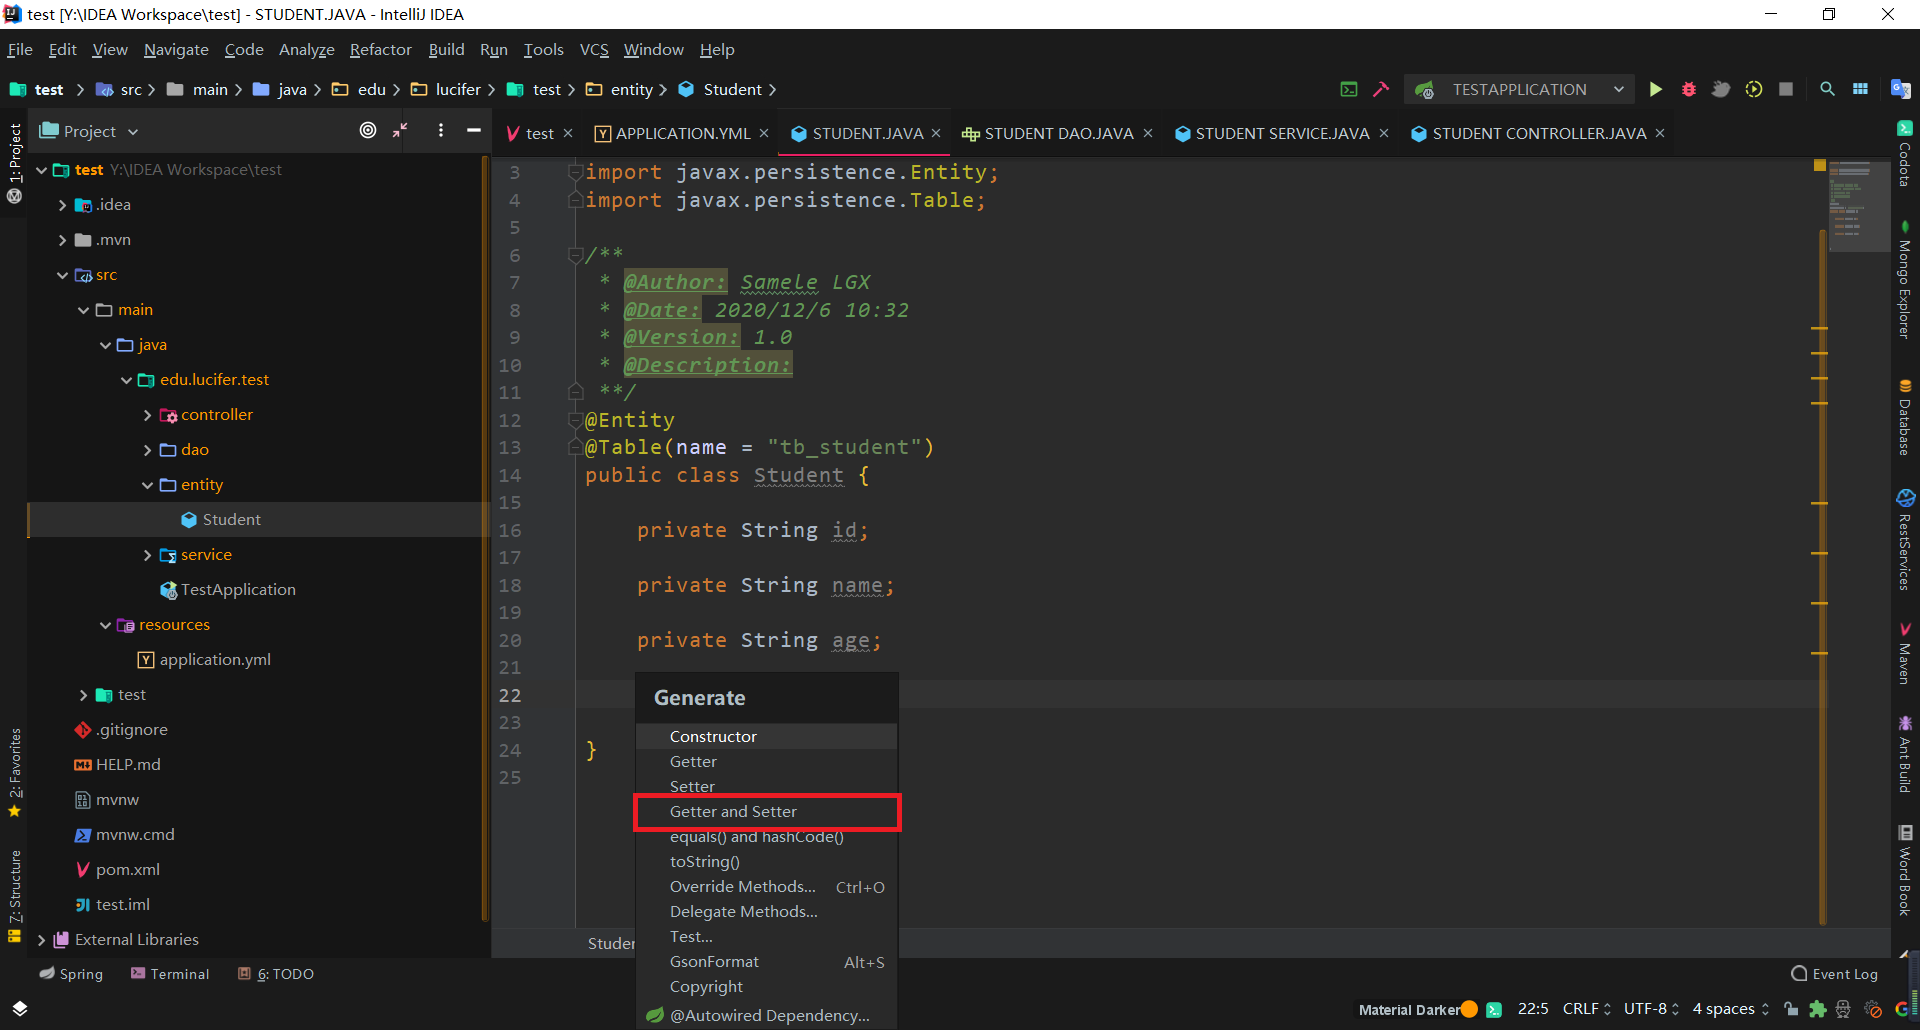 test [Y:\IDEA Workspace\test] - STUDENT.JAVA - IntelliJ IDEA
File Edit View Navigate Code Analyze Refactor Build Run Tools VCS Window Help
test src main java edu lucifer test entity Student
TESTAPPLICATION
Project
test
APPLICATION.YML
STUDENT.JAVA
STUDENT DAO.JAVA
STUDENT SERVICE.JAVA
STUDENT CONTROLLER.JAVA
1: Project
2: Favorites
7: Structure
test Y:\IDEA Workspace\test
.idea
.mvn
src
main
java
edu.lucifer.test
controller
dao
entity
Student
service
TestApplication
resources
application.yml
test
.gitignore
HELP.md
mvnw
mvnw.cmd
pom.xml
test.iml
External Libraries
3 import javax.persistence.Entity;
4 import javax.persistence.Table;
5
6 /**
7 * @Author: Samele LGX
8 * @Date: 2020/12/6 10:32
9 * @Version: 1.0
10 * @Description:
11 **/
12 @Entity
13 @Table(name = "tb_student")
14 public class Student {
15
16 private String id;
17
18 private String name;
19
20 private String age;
21
22
23
24 }
25
Generate
Constructor
Getter
Setter
Getter and Setter
equals() and hashCode()
toString()
Override Methods... Ctrl+O
Delegate Methods...
Test...
GsonFormat Alt+S
Copyright
@Autowired Dependency...
Studen
Codota
Mongo Explorer
Database
RestServices
Maven
Ant Build
Word Book
Spring
Terminal
6: TODO
Event Log
Material Darker 22:5 CRLF UTF-8 4 spaces